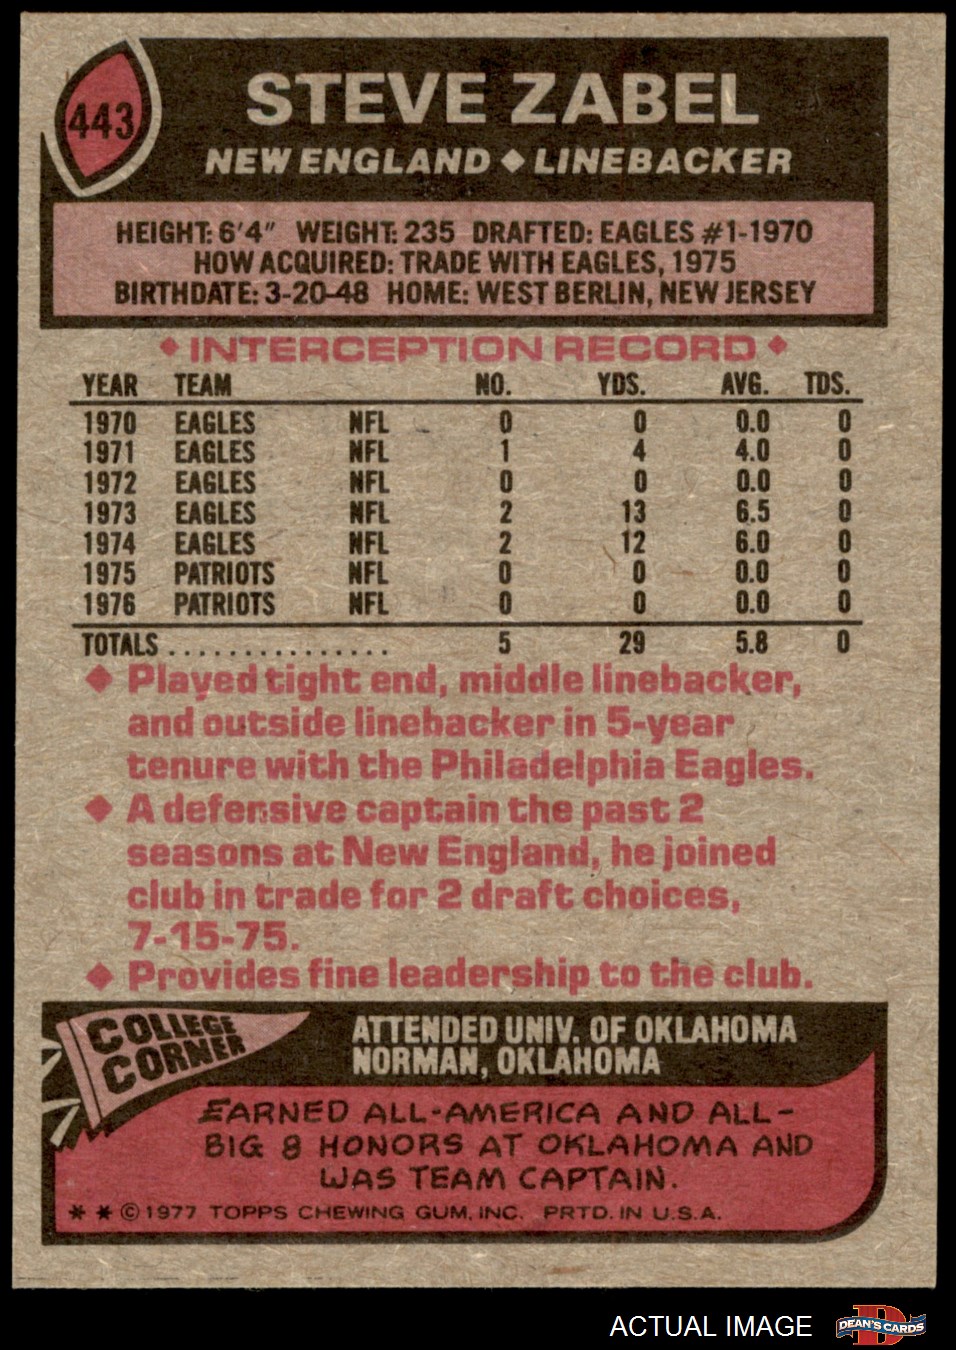 443
STEVE ZABEL
NEW ENGLAND ◆ LINEBACKER
HEIGHT: 6'4" WEIGHT: 235 DRAFTED: EAGLES #1-1970
HOW ACQUIRED: TRADE WITH EAGLES, 1975
BIRTHDATE: 3-20-48 HOME: WEST BERLIN, NEW JERSEY
◆ INTERCEPTION RECORD ◆
YEAR TEAM NO. YDS. AVG. TDS.
1970 EAGLES NFL 0 0 0.0 0
1971 EAGLES NFL 1 4 4.0 0
1972 EAGLES NFL 0 0 0.0 0
1973 EAGLES NFL 2 13 6.5 0
1974 EAGLES NFL 2 12 6.0 0
1975 PATRIOTS NFL 0 0 0.0 0
1976 PATRIOTS NFL 0 0 0.0 0
TOTALS ............... 5 29 5.8 0
◆ Played tight end, middle linebacker,
and outside linebacker in 5-year
tenure with the Philadelphia Eagles.
◆ A defensive captain the past 2
seasons at New England, he joined
club in trade for 2 draft choices,
7-15-75.
◆ Provides fine leadership to the club.
COLLEGE
CORNER
ATTENDED UNIV. OF OKLAHOMA
NORMAN, OKLAHOMA
EARNED ALL-AMERICA AND ALL-
BIG 8 HONORS AT OKLAHOMA AND
WAS TEAM CAPTAIN.
* * © 1977 TOPPS CHEWING GUM, INC. PRTD. IN U.S.A.
ACTUAL IMAGE
D
DEAN'S CARDS